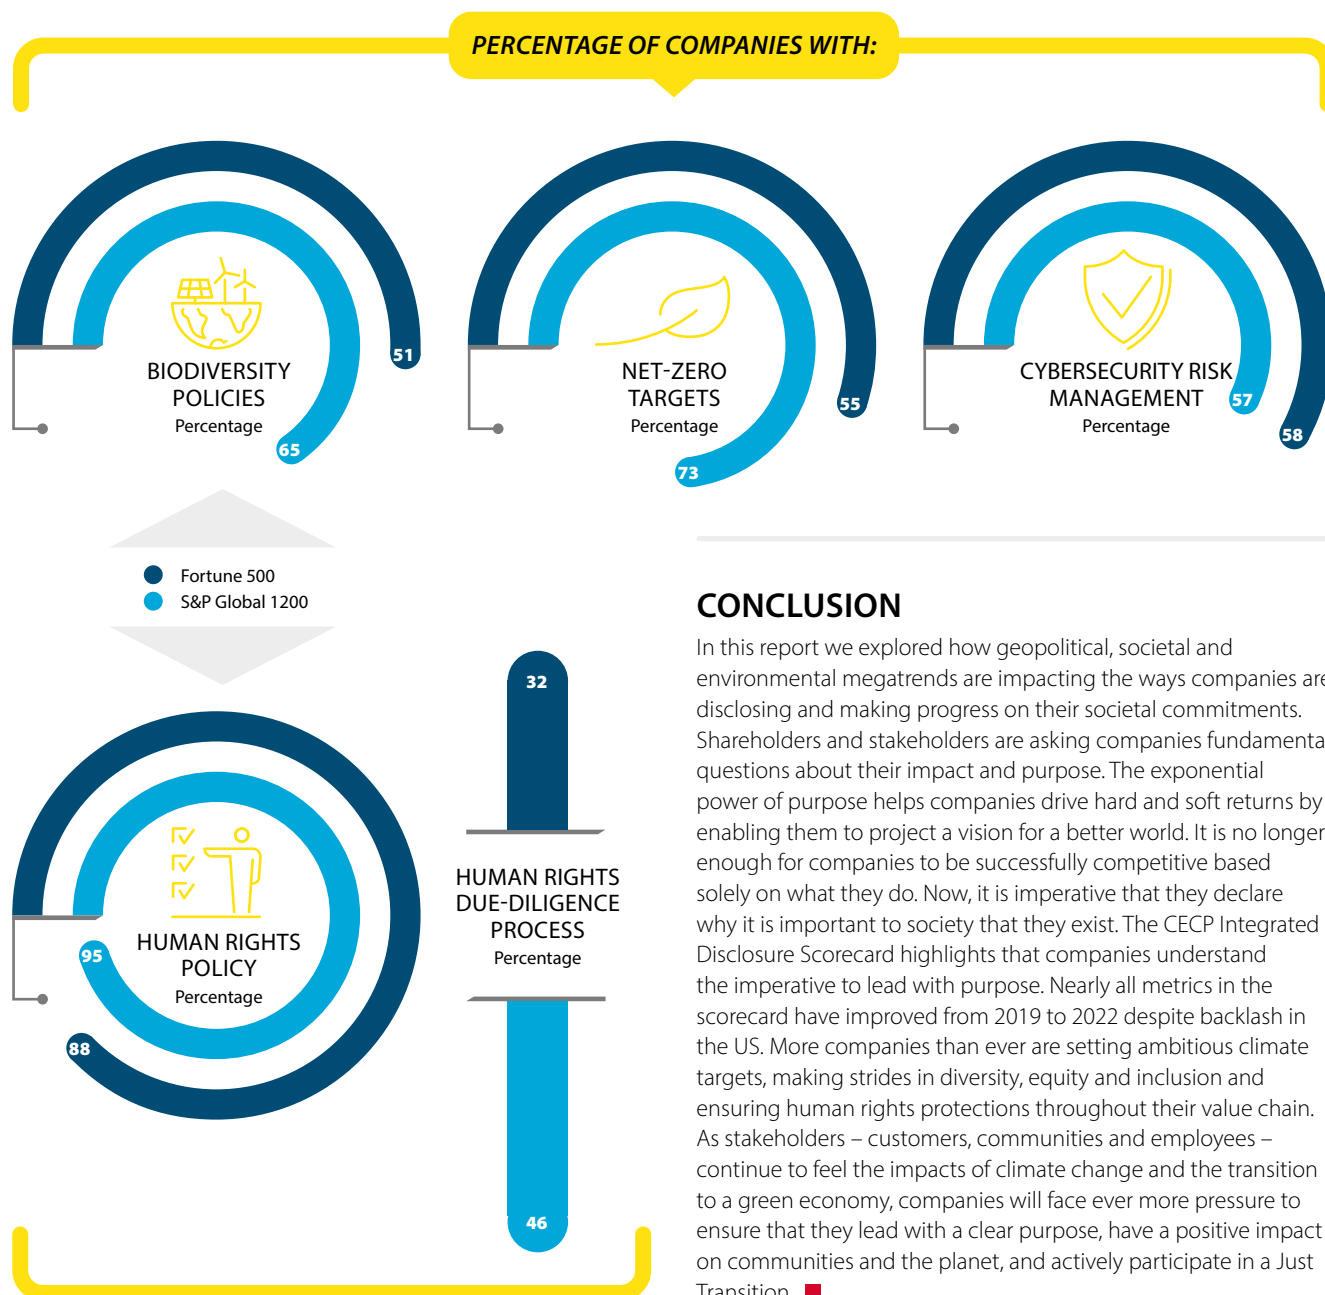 PERCENTAGE OF COMPANIES WITH:
BIODIVERSITY
POLICIES
Percentage
51
65
NET-ZERO
TARGETS
Percentage
55
73
CYBERSECURITY RISK
MANAGEMENT
Percentage
57
58
Fortune 500
S&P Global 1200
HUMAN RIGHTS
POLICY
Percentage
95
88
32
HUMAN RIGHTS
DUE-DILIGENCE
PROCESS
Percentage
46
CONCLUSION
In this report we explored how geopolitical, societal and
environmental megatrends are impacting the ways companies are
disclosing and making progress on their societal commitments.
Shareholders and stakeholders are asking companies fundamenta
questions about their impact and purpose. The exponential
power of purpose helps companies drive hard and soft returns by
enabling them to project a vision for a better world. It is no longer
enough for companies to be successfully competitive based
solely on what they do. Now, it is imperative that they declare
why it is important to society that they exist. The CECP Integrated
Disclosure Scorecard highlights that companies understand
the imperative to lead with purpose. Nearly all metrics in the
scorecard have improved from 2019 to 2022 despite backlash in
the US. More companies than ever are setting ambitious climate
targets, making strides in diversity, equity and inclusion and
ensuring human rights protections throughout their value chain.
As stakeholders – customers, communities and employees –
continue to feel the impacts of climate change and the transition
to a green economy, companies will face ever more pressure to
ensure that they lead with a clear purpose, have a positive impact
on communities and the planet, and actively participate in a Just
Transition.